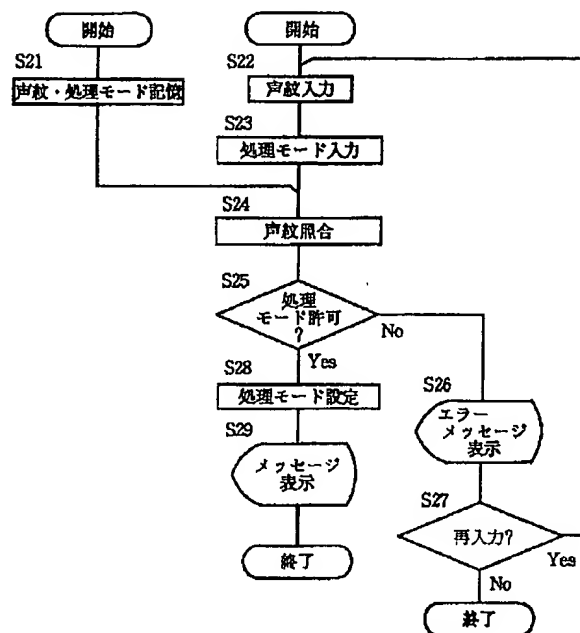 開始
S21
声紋・処理モード記憶
開始
S22
声紋入力
S23
処理モード入力
S24
声紋照合
S25
処理
モード許可
?
No
Yes
S28
処理モード設定
S29
メッセージ
表示
終了
S26
エラー
メッセージ
表示
S27
再入力?
Yes
No
終了